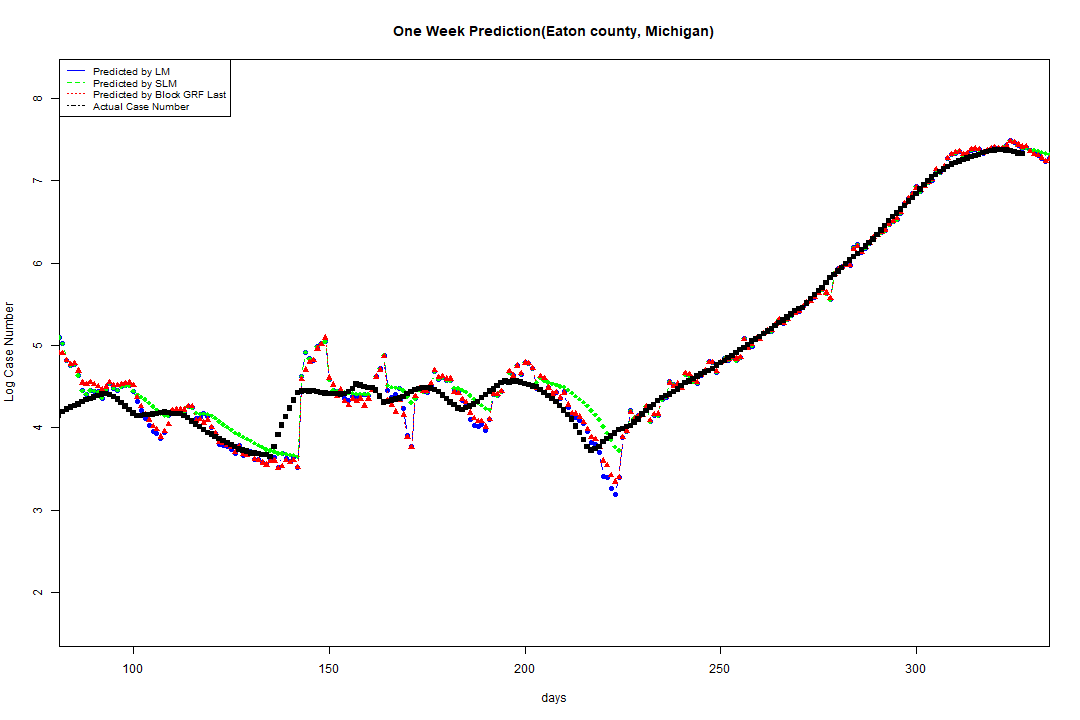 One Week Prediction(Eaton county, Michigan)
Predicted by LM
Predicted by SLM
Predicted by Block GRF Last
Actual Case Number
8
7
6
5
4
3
2
Log Case Number
100 150 200 250 300
days